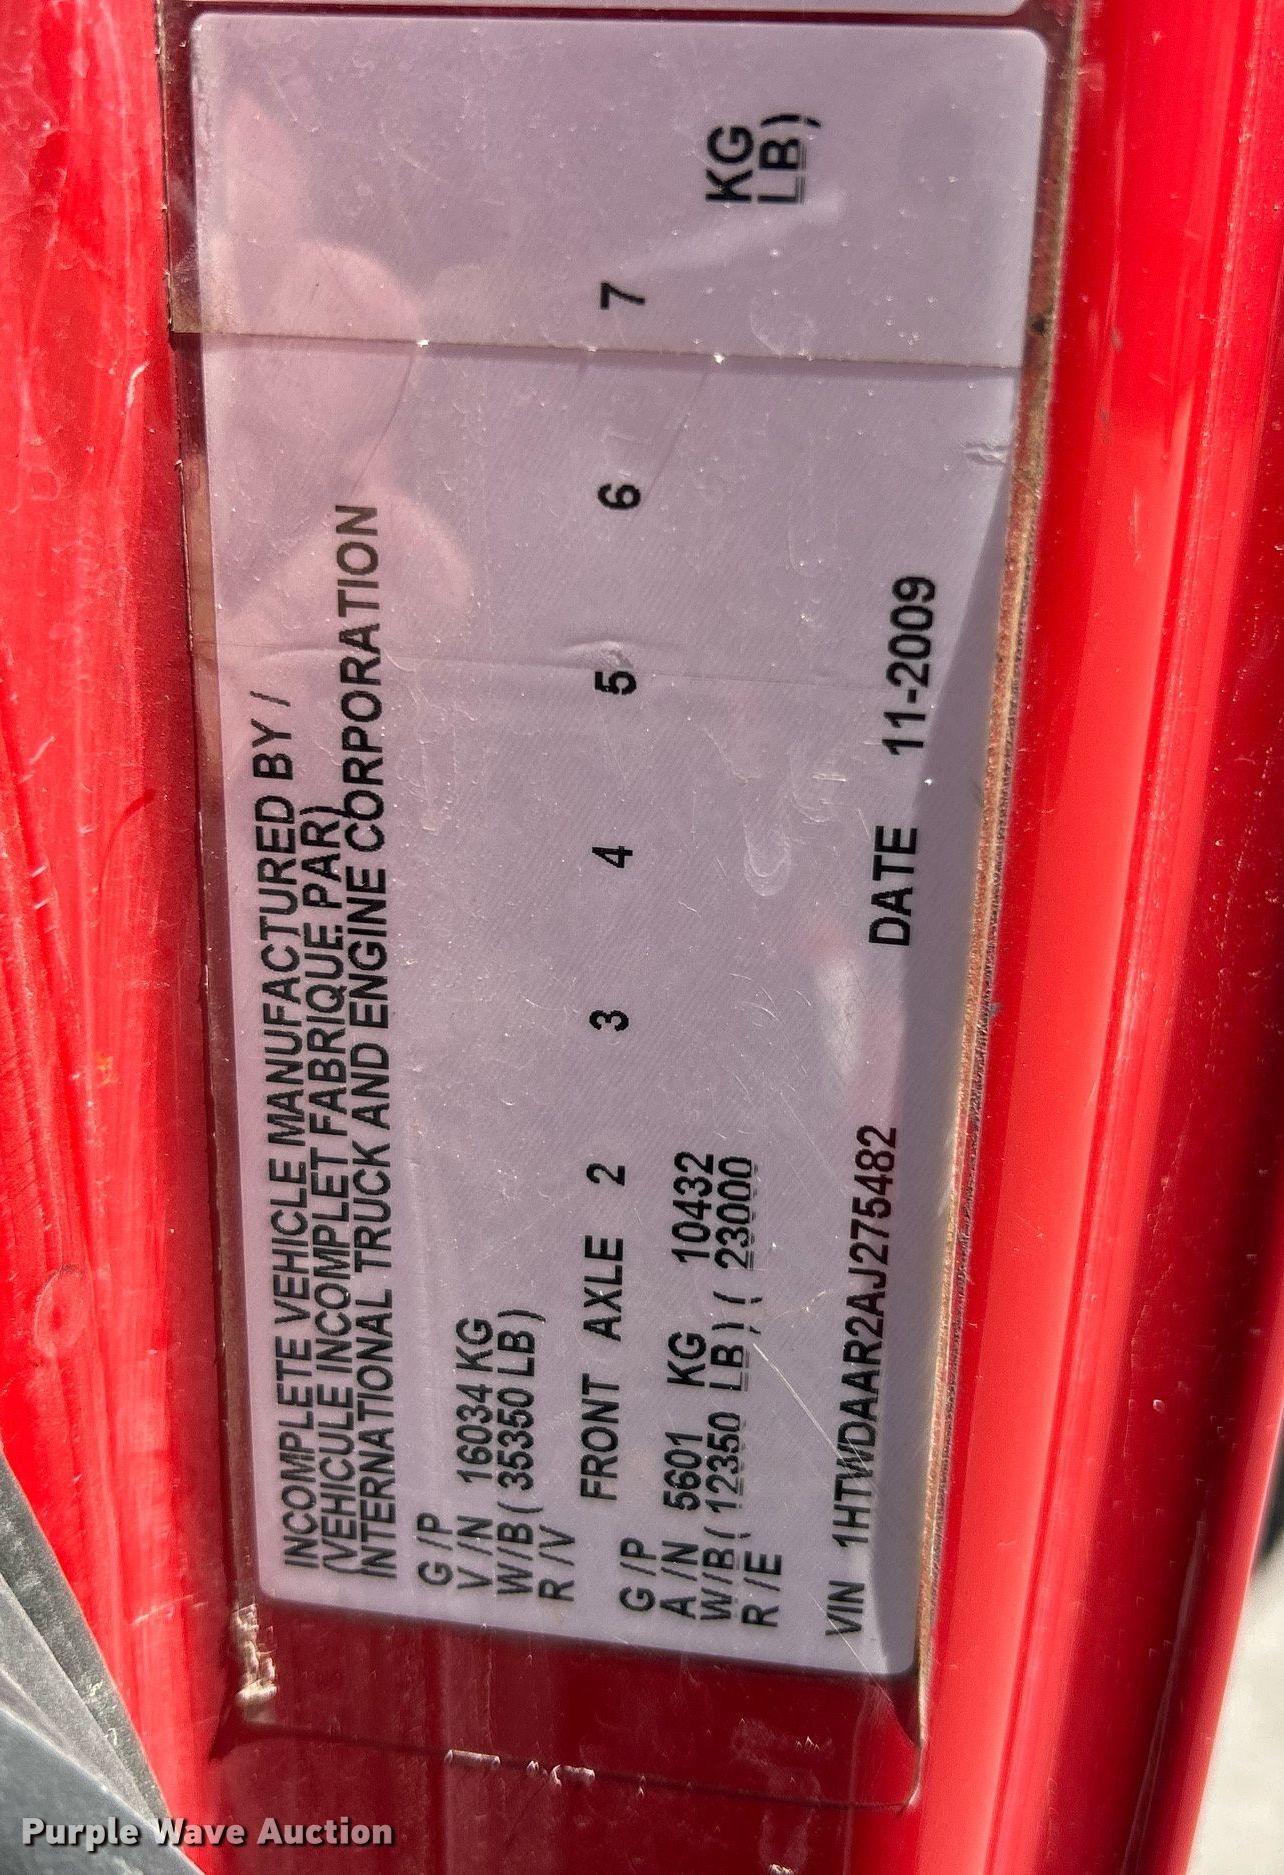 INCOMPLETE VEHICLE MANUFACTURED BY /
(VEHICULE INCOMPLET FABRIQUE PAR)
INTERNATIONAL TRUCK AND ENGINE CORPORATION
G /P
V /N 16034 KG
W/B ( 35350 LB )
R /V
FRONT AXLE 2 3 4 5 6 7
G /P
A /N 5601 KG 10432 KG
W/B ( 12350 LB ) ( 23000 LB )
R /E
VIN 1HTWDAAR2AJ275482 DATE 11-2009
Purple Wave Auction